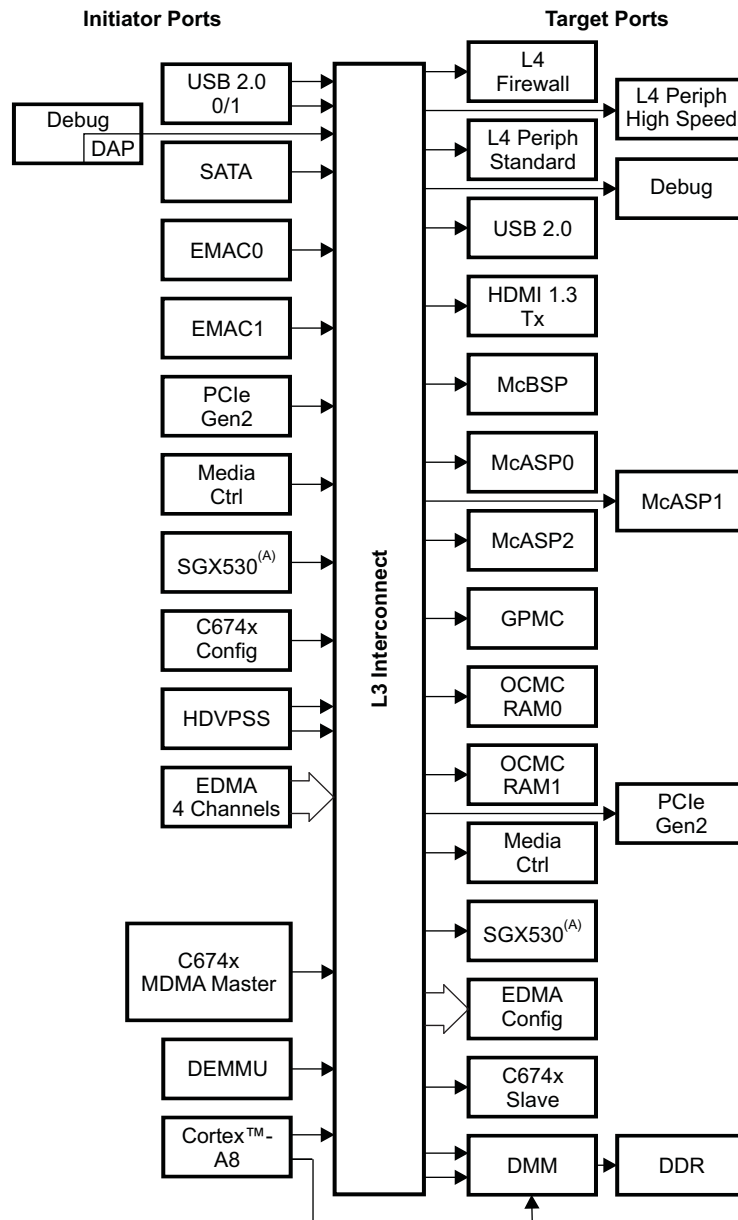 Initiator Ports
Target Ports
USB 2.0
0/1
Debug
DAP
SATA
EMAC0
EMAC1
PCIe
Gen2
Media
Ctrl
SGX530(A)
C674x
Config
HDVPSS
EDMA
4 Channels
C674x
MDMA Master
DEMMU
Cortex™-
A8
L3 Interconnect
L4
Firewall
L4 Periph
High Speed
L4 Periph
Standard
Debug
USB 2.0
HDMI 1.3
Tx
McBSP
McASP0
McASP1
McASP2
GPMC
OCMC
RAM0
OCMC
RAM1
PCIe
Gen2
Media
Ctrl
SGX530(A)
EDMA
Config
C674x
Slave
DMM
DDR